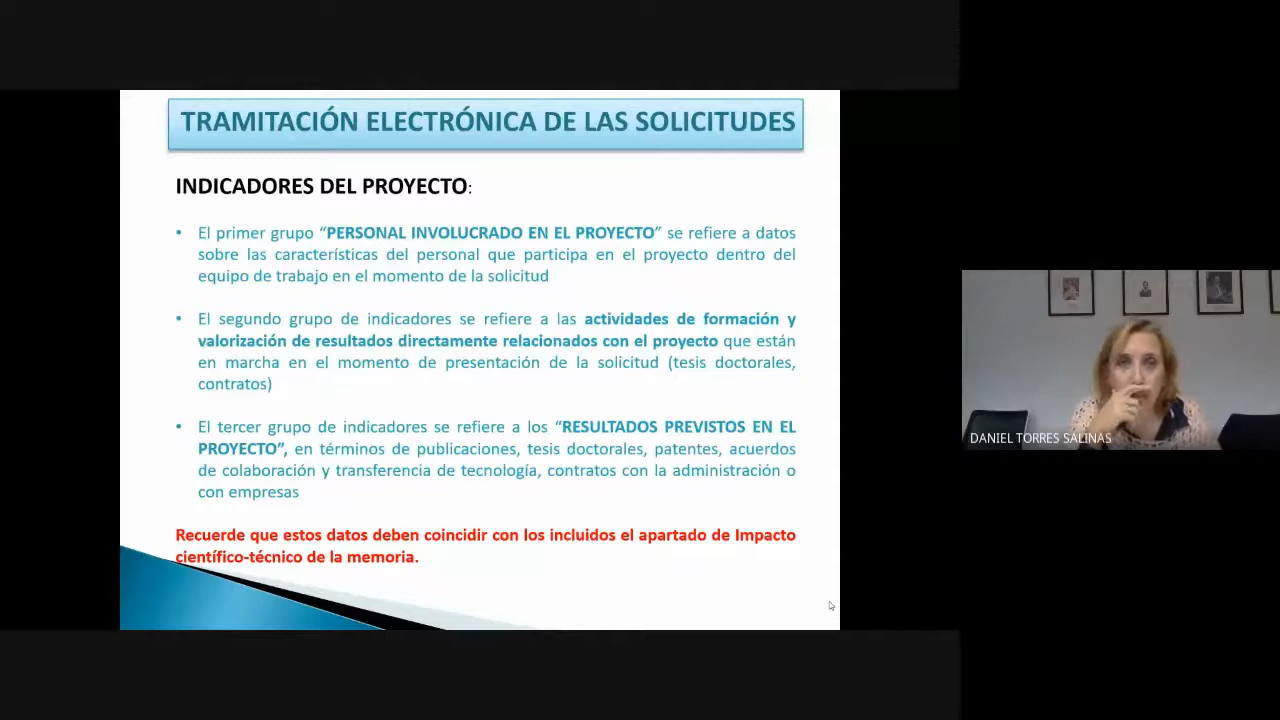 TRAMITACIÓN ELECTRÓNICA DE LAS SOLICITUDES
INDICADORES DEL PROYECTO:
• El primer grupo “PERSONAL INVOLUCRADO EN EL PROYECTO” se refiere a datos
sobre las características del personal que participa en el proyecto dentro del
equipo de trabajo en el momento de la solicitud
• El segundo grupo de indicadores se refiere a las actividades de formación y
valorización de resultados directamente relacionados con el proyecto que están
en marcha en el momento de presentación de la solicitud (tesis doctorales,
contratos)
• El tercer grupo de indicadores se refiere a los “RESULTADOS PREVISTOS EN EL
PROYECTO”, en términos de publicaciones, tesis doctorales, patentes, acuerdos
de colaboración y transferencia de tecnología, contratos con la administración o
con empresas
Recuerde que estos datos deben coincidir con los incluidos el apartado de Impacto
científico-técnico de la memoria.
DANIEL TORRES SALINAS